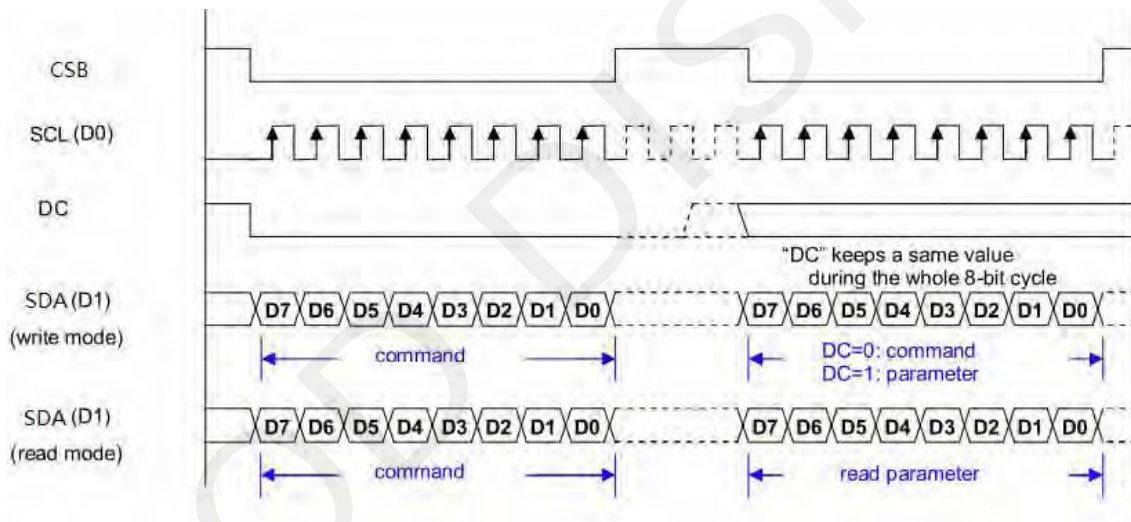 CSB
SCL (D0)
DC
"DC" keeps a same value
during the whole 8-bit cycle
SDA (D1)
(write mode)
D7 D6 D5 D4 D3 D2 D1 D0
D7 D6 D5 D4 D3 D2 D1 D0
command
DC=0: command
DC=1: parameter
SDA (D1)
(read mode)
D7 D6 D5 D4 D3 D2 D1 D0
D7 D6 D5 D4 D3 D2 D1 D0
command
read parameter